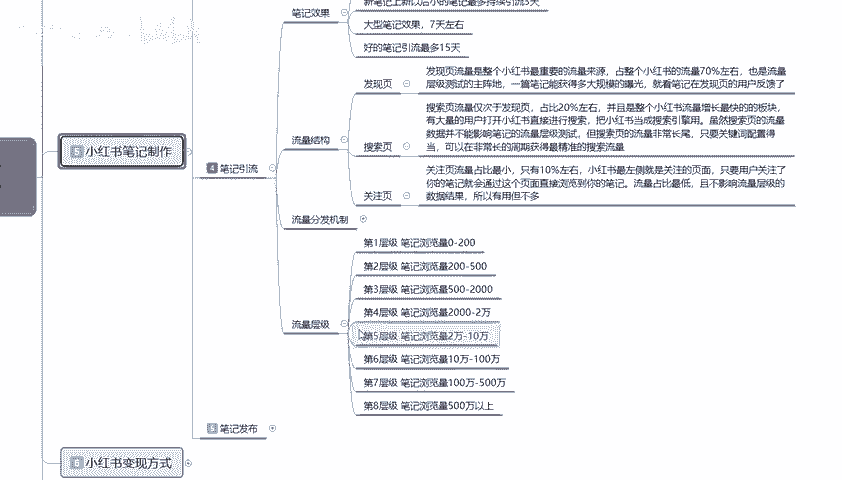 笔记效果
新笔记上新以后小的笔记最多持续引流3天
大型笔记效果，7天左右
好的笔记引流最多15天
5 小红书笔记制作
4 笔记引流
流量结构
发现页
发现页流量是整个小红书最重要的流量来源，占整个小红书的流量70%左右，也是流量
层级测试的主阵地，一篇笔记能获得多大规模的曝光，就看笔记在发现页的用户反馈了
搜索页
搜索页流量仅次于发现页，占比20%左右，并且是整个小红书流量增长最快的的板块，
有大量的用户打开小红书直接进行搜索，把小红书当成搜索引擎用。虽然搜索页的流量
数据并不能影响笔记的流量层级测试，但搜索页的流量非常长尾，只要关键词配置得
当，可以在非常长的周期获得最精准的搜索流量
关注页
关注页流量占比最小，只有10%左右，小红书最左侧就是关注的页面，只要用户关注了
你的笔记就会通过这个页面直接浏览到你的笔记。流量占比最低，且不影响流量层级的
数据结果，所以有用但不多
流量分发机制
流量层级
第1层级 笔记浏览量0-200
第2层级 笔记浏览量200-500
第3层级 笔记浏览量500-2000
第4层级 笔记浏览量2000-2万
第5层级 笔记浏览量2万-10万
第6层级 笔记浏览量10万-100万
第7层级 笔记浏览量100万-500万
第8层级 笔记浏览量500万以上
5 笔记发布
6 小红书变现方式